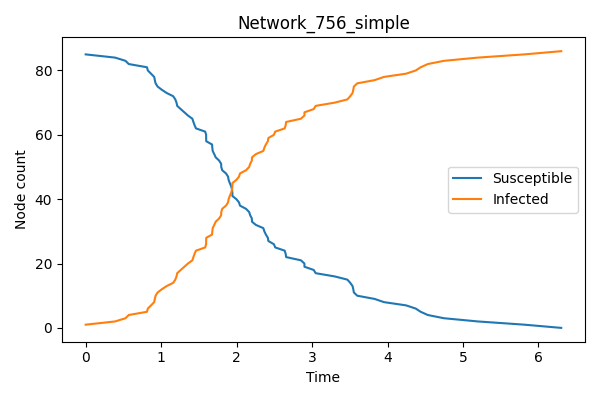 Network_756_simple
Node count
80
60
40
20
0
Susceptible
Infected
0 1 2 3 4 5 6
Time